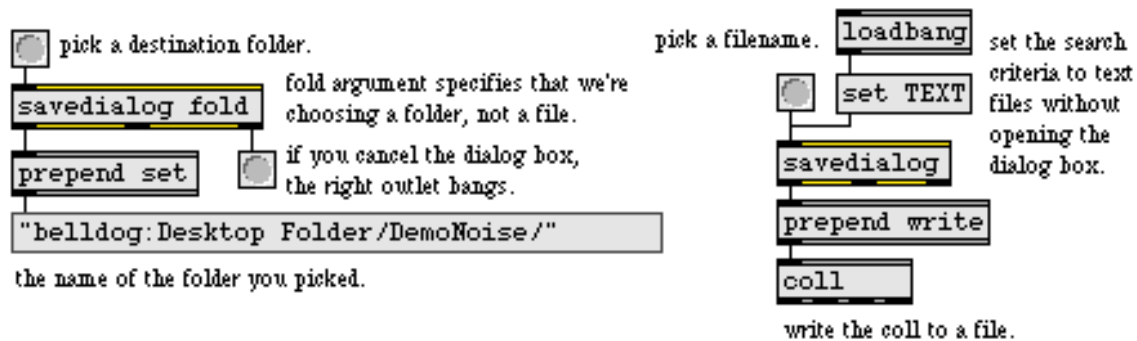 pick a destination folder.
savedialog fold
fold argument specifies that we're
choosing a folder, not a file.
if you cancel the dialog box,
the right outlet bangs.
prepend set
"belldog:Desktop Folder/DemoNoise/"
the name of the folder you picked.
pick a filename.
loadbang
set TEXT
set the search
criteria to text
files without
opening the
dialog box.
savedialog
prepend write
coll
write the coll to a file.